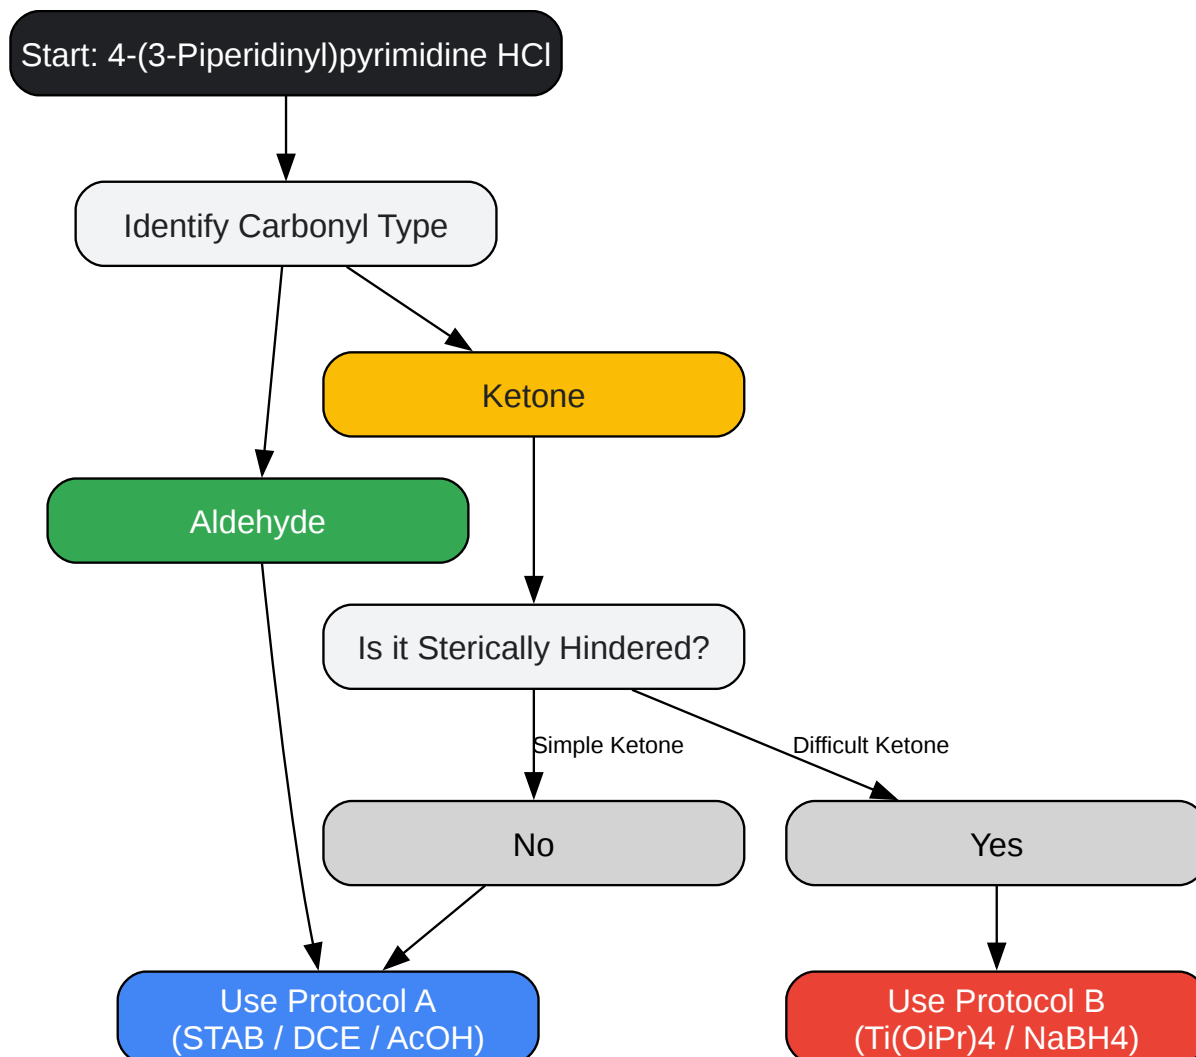 Start: 4-(3-Piperidinyl)pyrimidine HCl
Identify Carbonyl Type
Ketone
Aldehyde
Is it Sterically Hindered?
Simple Ketone
Difficult Ketone
No
Yes
Use Protocol A
(STAB / DCE / AcOH)
Use Protocol B
(Ti(OiPr)4 / NaBH4)